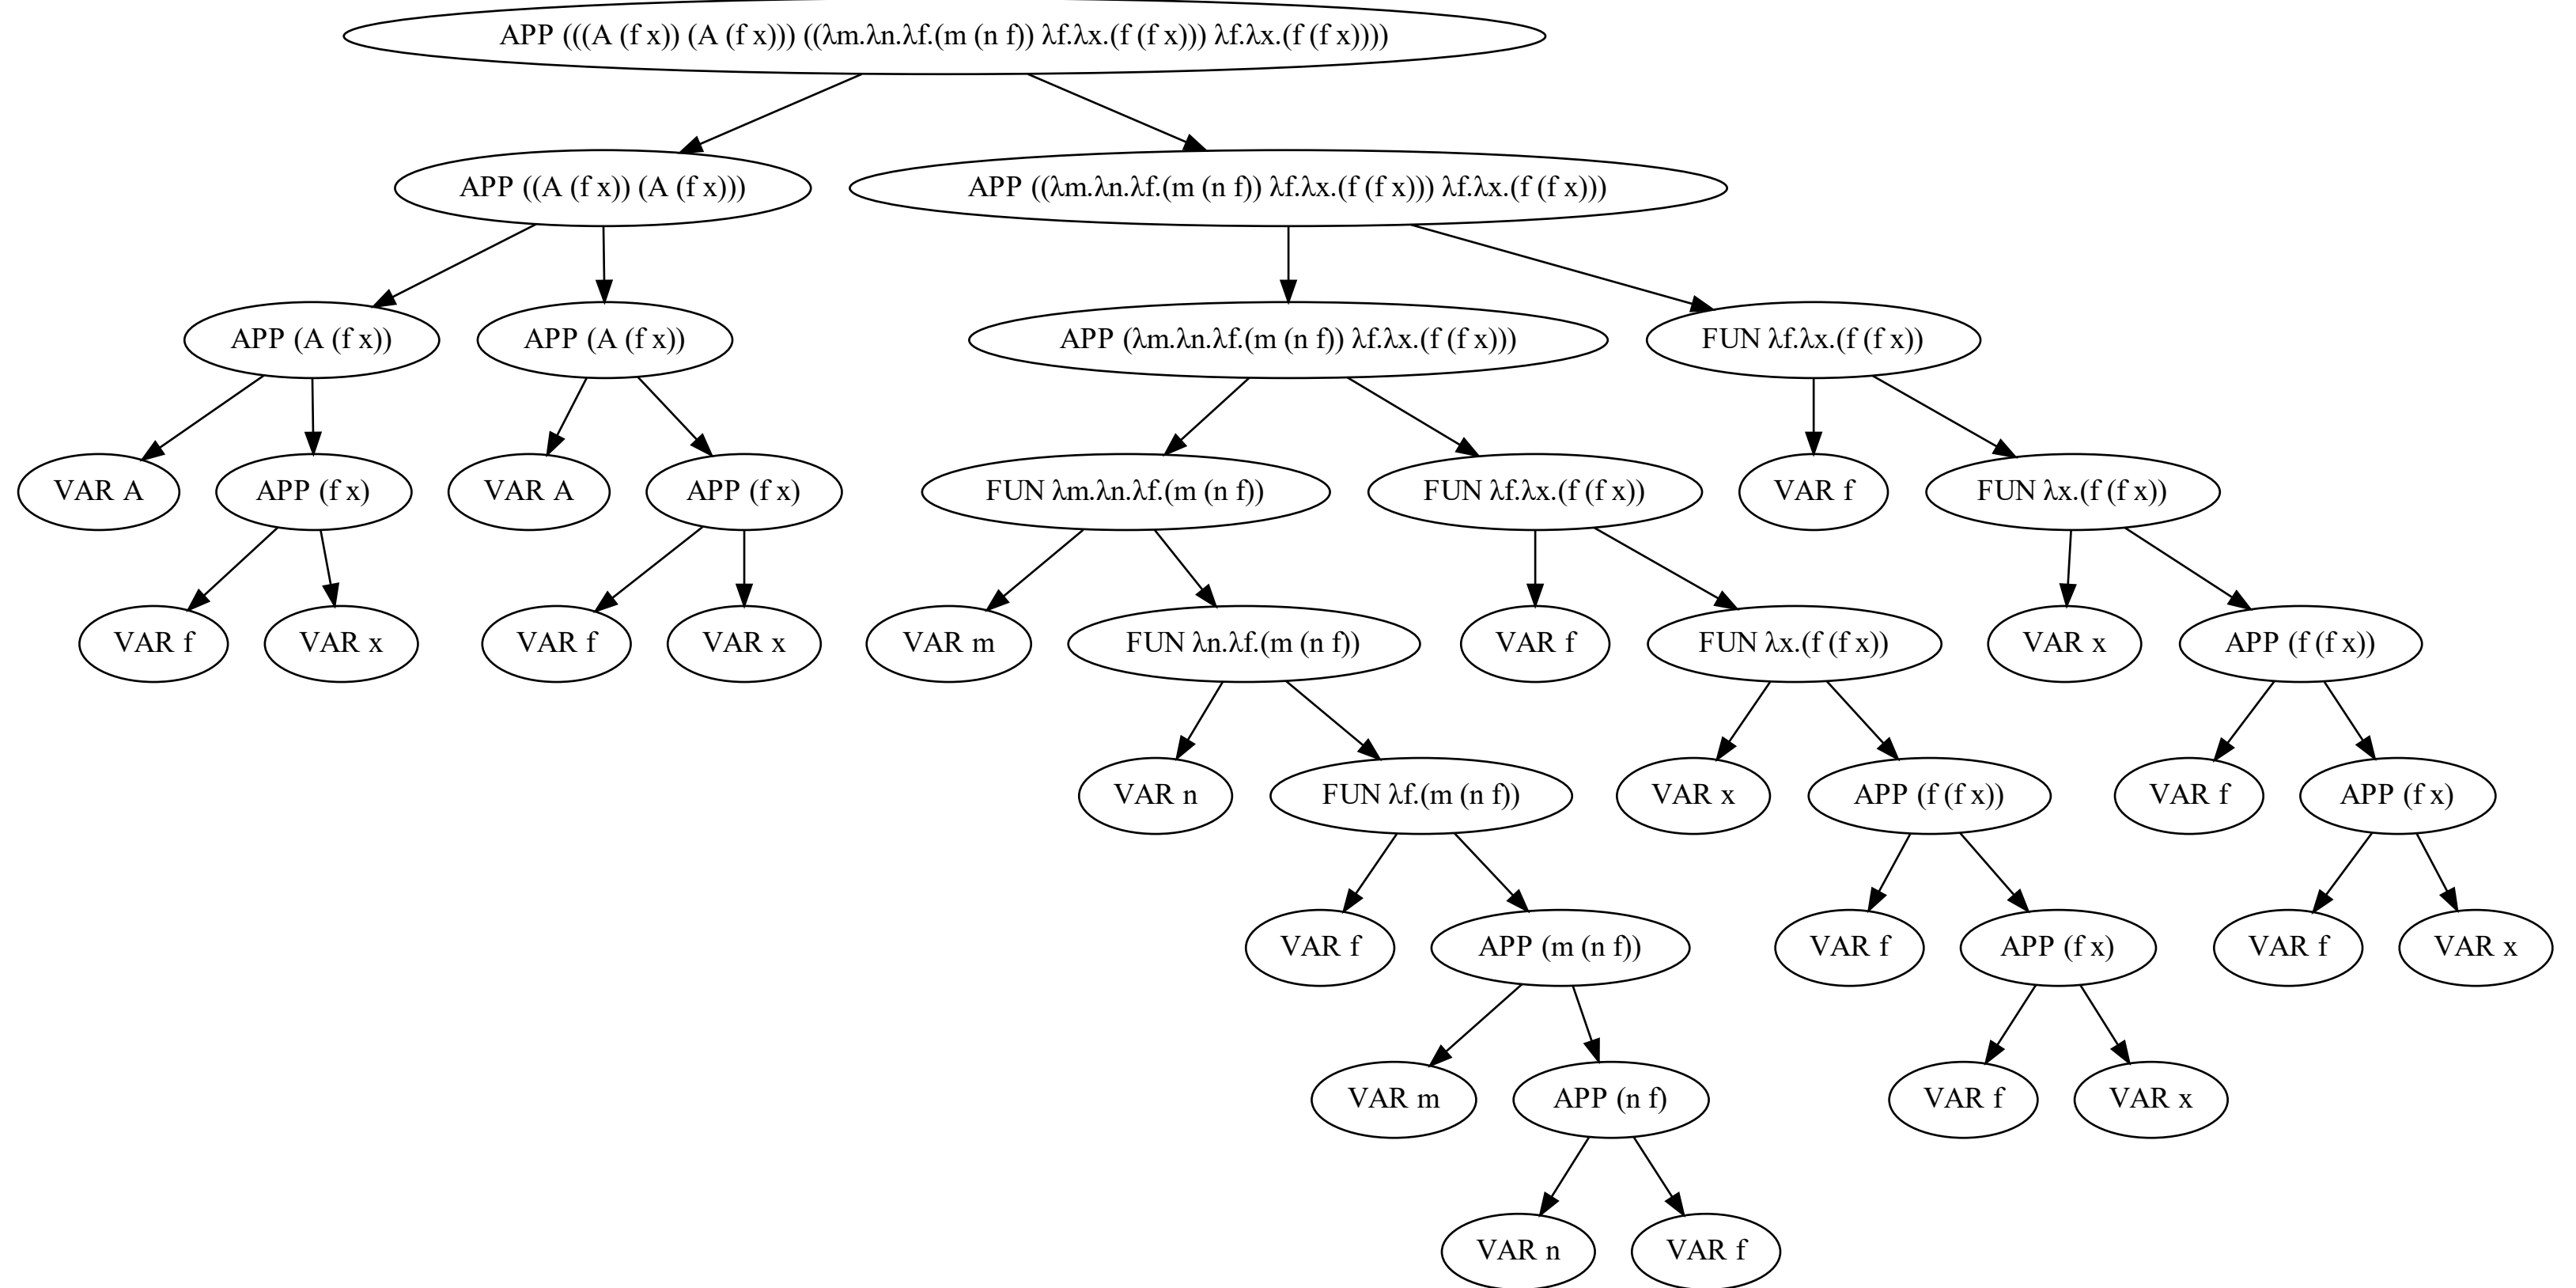 APP (((A (f x)) (A (f x))) ((λm.λn.λf.(m (n f)) λf.λx.(f (f x))) λf.λx.(f (f x))))
APP ((A (f x)) (A (f x)))
APP ((λm.λn.λf.(m (n f)) λf.λx.(f (f x))) λf.λx.(f (f x)))
APP (A (f x))
APP (A (f x))
APP (λm.λn.λf.(m (n f)) λf.λx.(f (f x)))
FUN λf.λx.(f (f x))
VAR A
APP (f x)
VAR A
APP (f x)
FUN λm.λn.λf.(m (n f))
FUN λf.λx.(f (f x))
VAR f
FUN λx.(f (f x))
VAR f
VAR x
VAR f
VAR x
VAR m
FUN λn.λf.(m (n f))
VAR f
FUN λx.(f (f x))
VAR x
APP (f (f x))
VAR n
FUN λf.(m (n f))
VAR x
APP (f (f x))
VAR f
APP (f x)
VAR f
APP (m (n f))
VAR f
APP (f x)
VAR f
VAR x
VAR m
APP (n f)
VAR f
VAR x
VAR n
VAR f